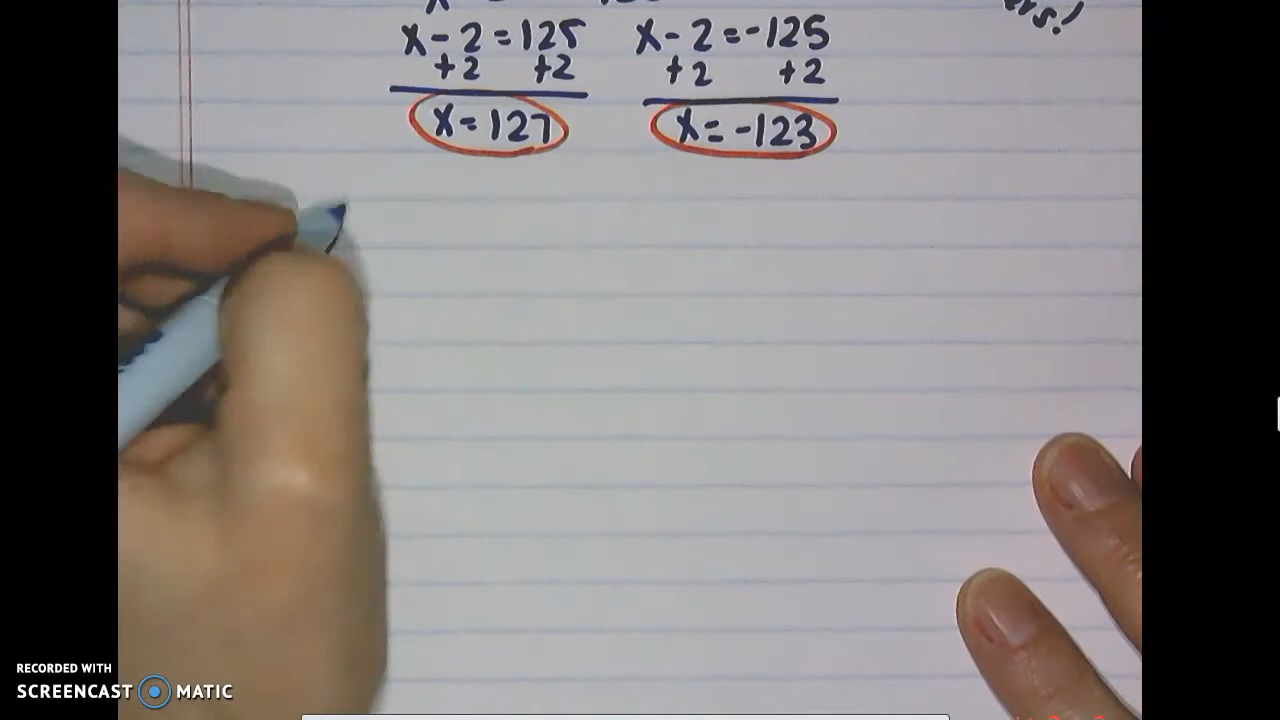 x - 2 = 125 x - 2 = -125
+2 +2 +2 +2
x = 127 x = -123
RECORDED WITH
SCREENCAST MATIC